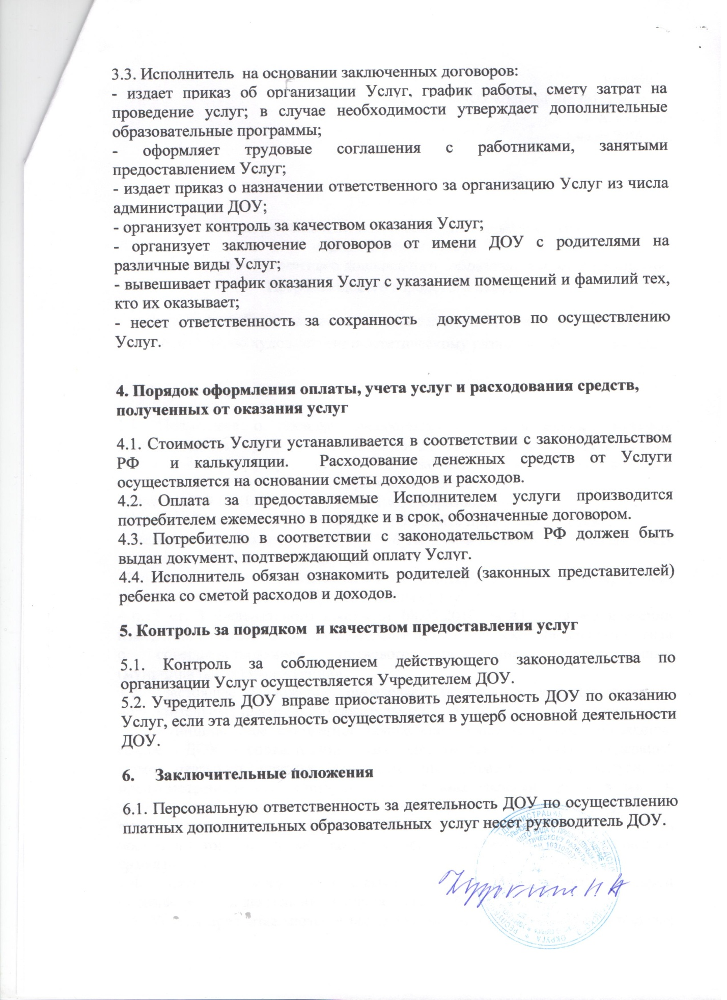 3.3. Исполнитель на основании заключенных договоров:
- издает приказ об организации Услуг, график работы, смету затрат на
проведение услуг; в случае необходимости утверждает дополнительные
образовательные программы;
- оформляет трудовые соглашения с работниками, занятыми
предоставлением Услуг;
- издает приказ о назначении ответственного за организацию Услуг из числа
администрации ДОУ;
- организует контроль за качеством оказания Услуг;
- организует заключение договоров от имени ДОУ с родителями на
различные виды Услуг;
- вывешивает график оказания Услуг с указанием помещений и фамилий тех,
кто их оказывает;
- несет ответственность за сохранность документов по осуществлению
Услуг.
4. Порядок оформления оплаты, учета услуг и расходования средств,
полученных от оказания услуг
4.1. Стоимость Услуги устанавливается в соответствии с законодательством
РФ и калькуляции. Расходование денежных средств от Услуги
осуществляется на основании сметы доходов и расходов.
4.2. Оплата за предоставляемые Исполнителем услуги производится
потребителем ежемесячно в порядке и в срок, обозначенные договором.
4.3. Потребителю в соответствии с законодательством РФ должен быть
выдан документ, подтверждающий оплату Услуг.
4.4. Исполнитель обязан ознакомить родителей (законных представителей)
ребенка со сметой расходов и доходов.
5. Контроль за порядком и качеством предоставления услуг
5.1. Контроль за соблюдением действующего законодательства по
организации Услуг осуществляется Учредителем ДОУ.
5.2. Учредитель ДОУ вправе приостановить деятельность ДОУ по оказанию
Услуг, если эта деятельность осуществляется в ущерб основной деятельности
ДОУ.
6. Заключительные положения
6.1. Персональную ответственность за деятельность ДОУ по осуществлению
платных дополнительных образовательных услуг несет руководитель ДОУ.
ОКРУГА